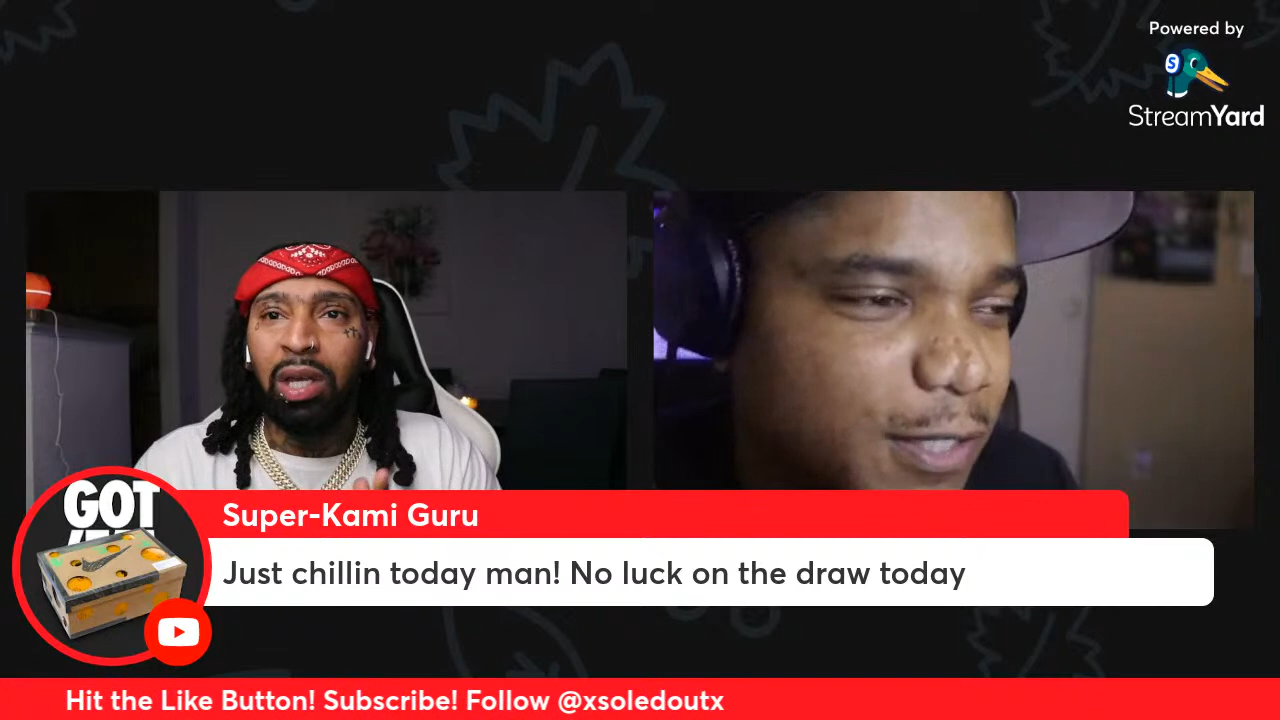 Powered by
StreamYard
GOT
Super-Kami Guru
Just chillin today man! No luck on the draw today
Hit the Like Button! Subscribe! Follow @xsoledoutx